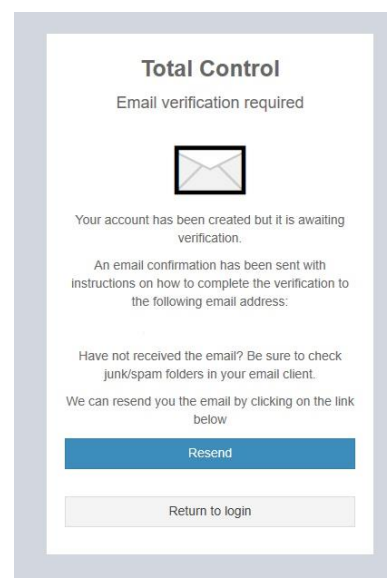 Total Control
Email verification required
Your account has been created but it is awaiting
verification.
An email confirmation has been sent with
instructions on how to complete the verification to
the following email address:
Have not received the email? Be sure to check
junk/spam folders in your email client.
We can resend you the email by clicking on the link
below
Resend
Return to login